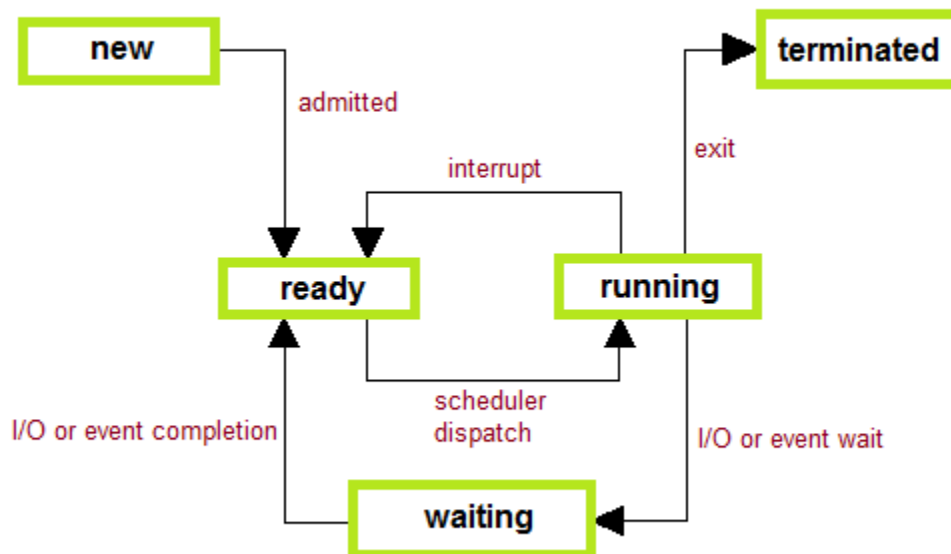 new
terminated
admitted
exit
interrupt
ready
running
scheduler
dispatch
I/O or event completion
I/O or event wait
waiting